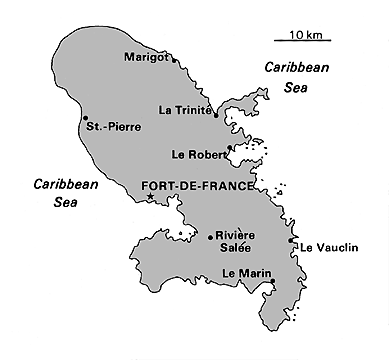 10 km
Marigot
Caribbean
Sea
La Trinité
St.-Pierre
Le Robert
Caribbean
Sea
FORT-DE-FRANCE
Rivière
Salée
Le Vauclin
Le Marin